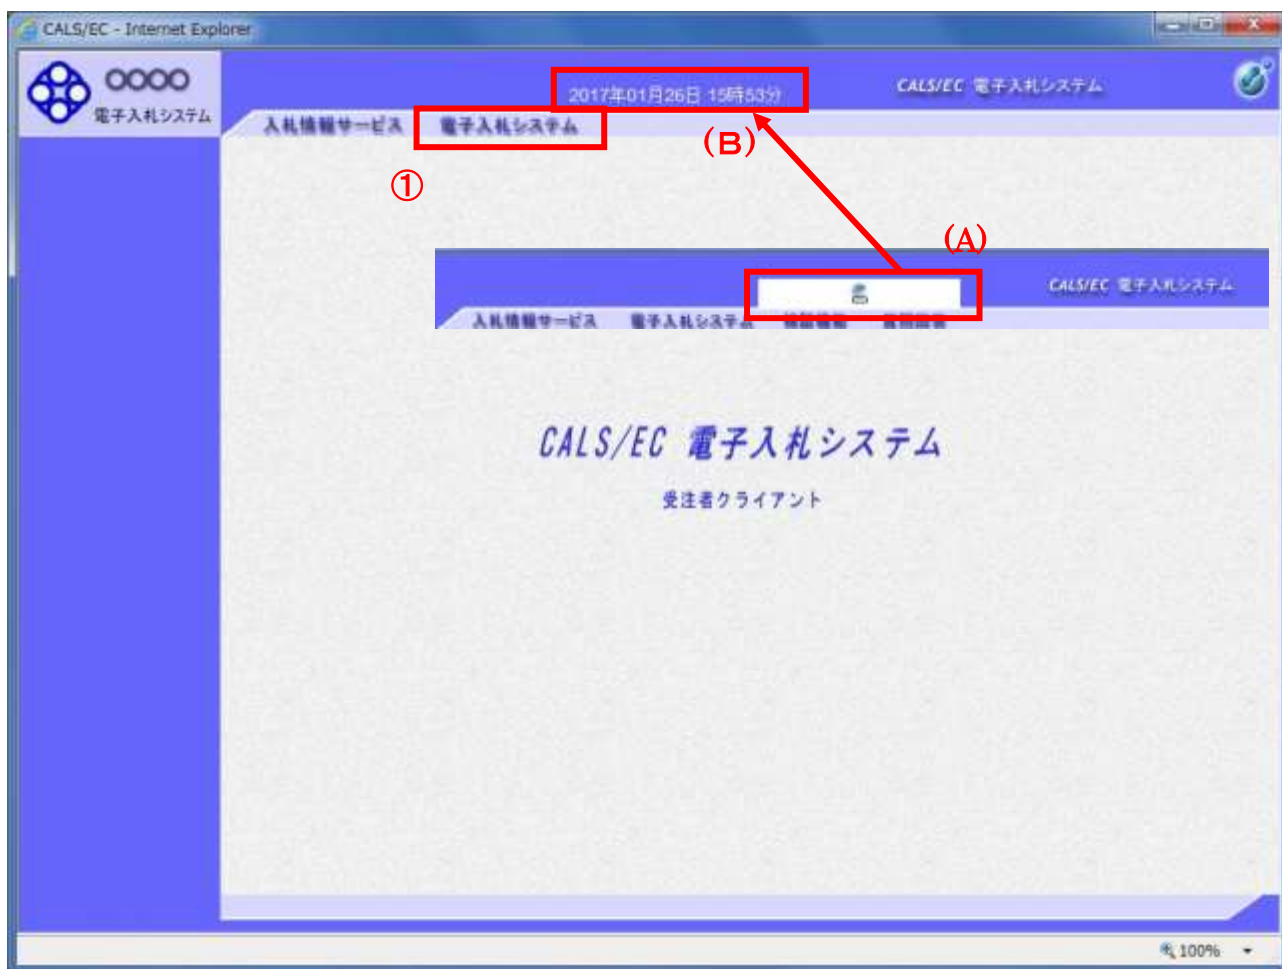 CALS/EC - Internet Explorer
○○○○
電子入札システム
2017年01月26日 15時53分
CALS/EC 電子入札システム
入札情報サービス 電子入札システム
(B)
①
(A)
CALS/EC 電子入札システム
入札情報サービス 電子入札システム
CALS/EC 電子入札システム
受注者クライアント
100%